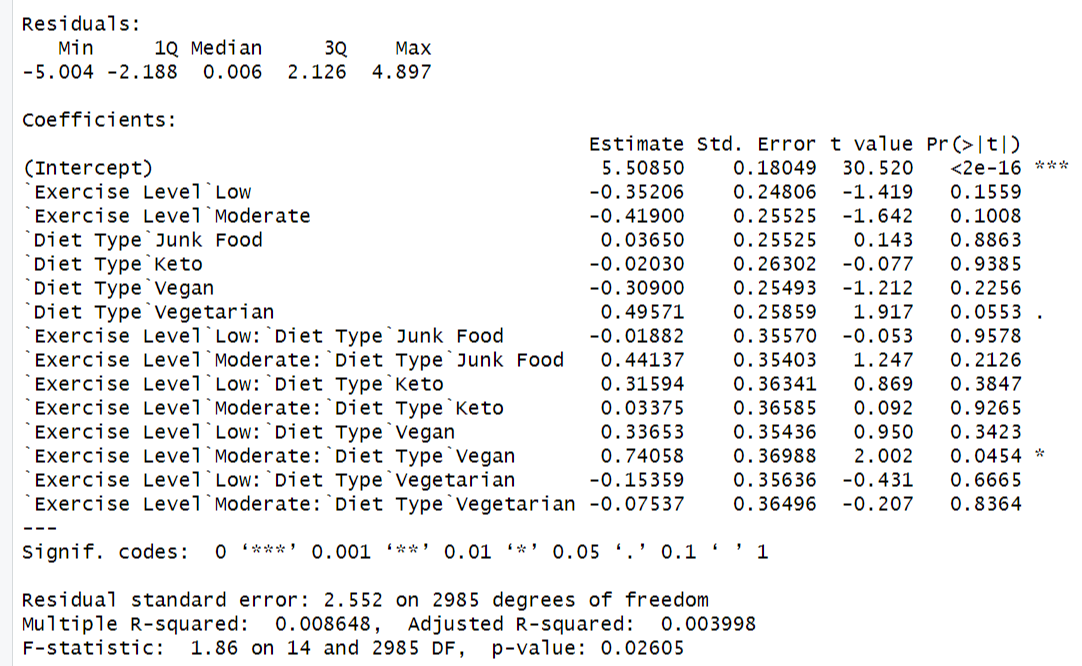 Residuals:
   Min     1Q Median     3Q    Max
-5.004 -2.188  0.006  2.126  4.897
Coefficients:
                                                Estimate Std. Error t value Pr(>|t|)
(Intercept)                                      5.50850    0.18049  30.520   <2e-16 ***
`Exercise Level`Low                             -0.35206    0.24806  -1.419   0.1559
`Exercise Level`Moderate                        -0.41900    0.25525  -1.642   0.1008
`Diet Type`Junk Food                             0.03650    0.25525   0.143   0.8863
`Diet Type`Keto                                 -0.02030    0.26302  -0.077   0.9385
`Diet Type`Vegan                                -0.30900    0.25493  -1.212   0.2256
`Diet Type`Vegetarian                            0.49571    0.25859   1.917   0.0553 .
`Exercise Level`Low:`Diet Type`Junk Food        -0.01882    0.35570  -0.053   0.9578
`Exercise Level`Moderate:`Diet Type`Junk Food    0.44137    0.35403   1.247   0.2126
`Exercise Level`Low:`Diet Type`Keto              0.31594    0.36341   0.869   0.3847
`Exercise Level`Moderate:`Diet Type`Keto         0.03375    0.36585   0.092   0.9265
`Exercise Level`Low:`Diet Type`Vegan             0.33653    0.35436   0.950   0.3423
`Exercise Level`Moderate:`Diet Type`Vegan        0.74058    0.36988   2.002   0.0454 *
`Exercise Level`Low:`Diet Type`Vegetarian       -0.15359    0.35636  -0.431   0.6665
`Exercise Level`Moderate:`Diet Type`Vegetarian  -0.07537    0.36496  -0.207   0.8364
---
Signif. codes:  0 ‘***’ 0.001 ‘**’ 0.01 ‘*’ 0.05 ‘.’ 0.1 ‘ ’ 1
Residual standard error: 2.552 on 2985 degrees of freedom
Multiple R-squared:  0.008648,  Adjusted R-squared:  0.003998
F-statistic:  1.86 on 14 and 2985 DF,  p-value: 0.02605